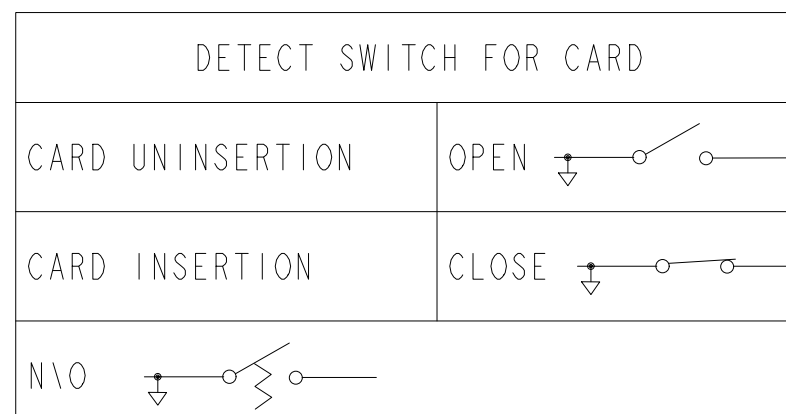 DETECT SWITCH FOR CARD
CARD UNINSERTION OPEN
CARD INSERTION CLOSE
N\O